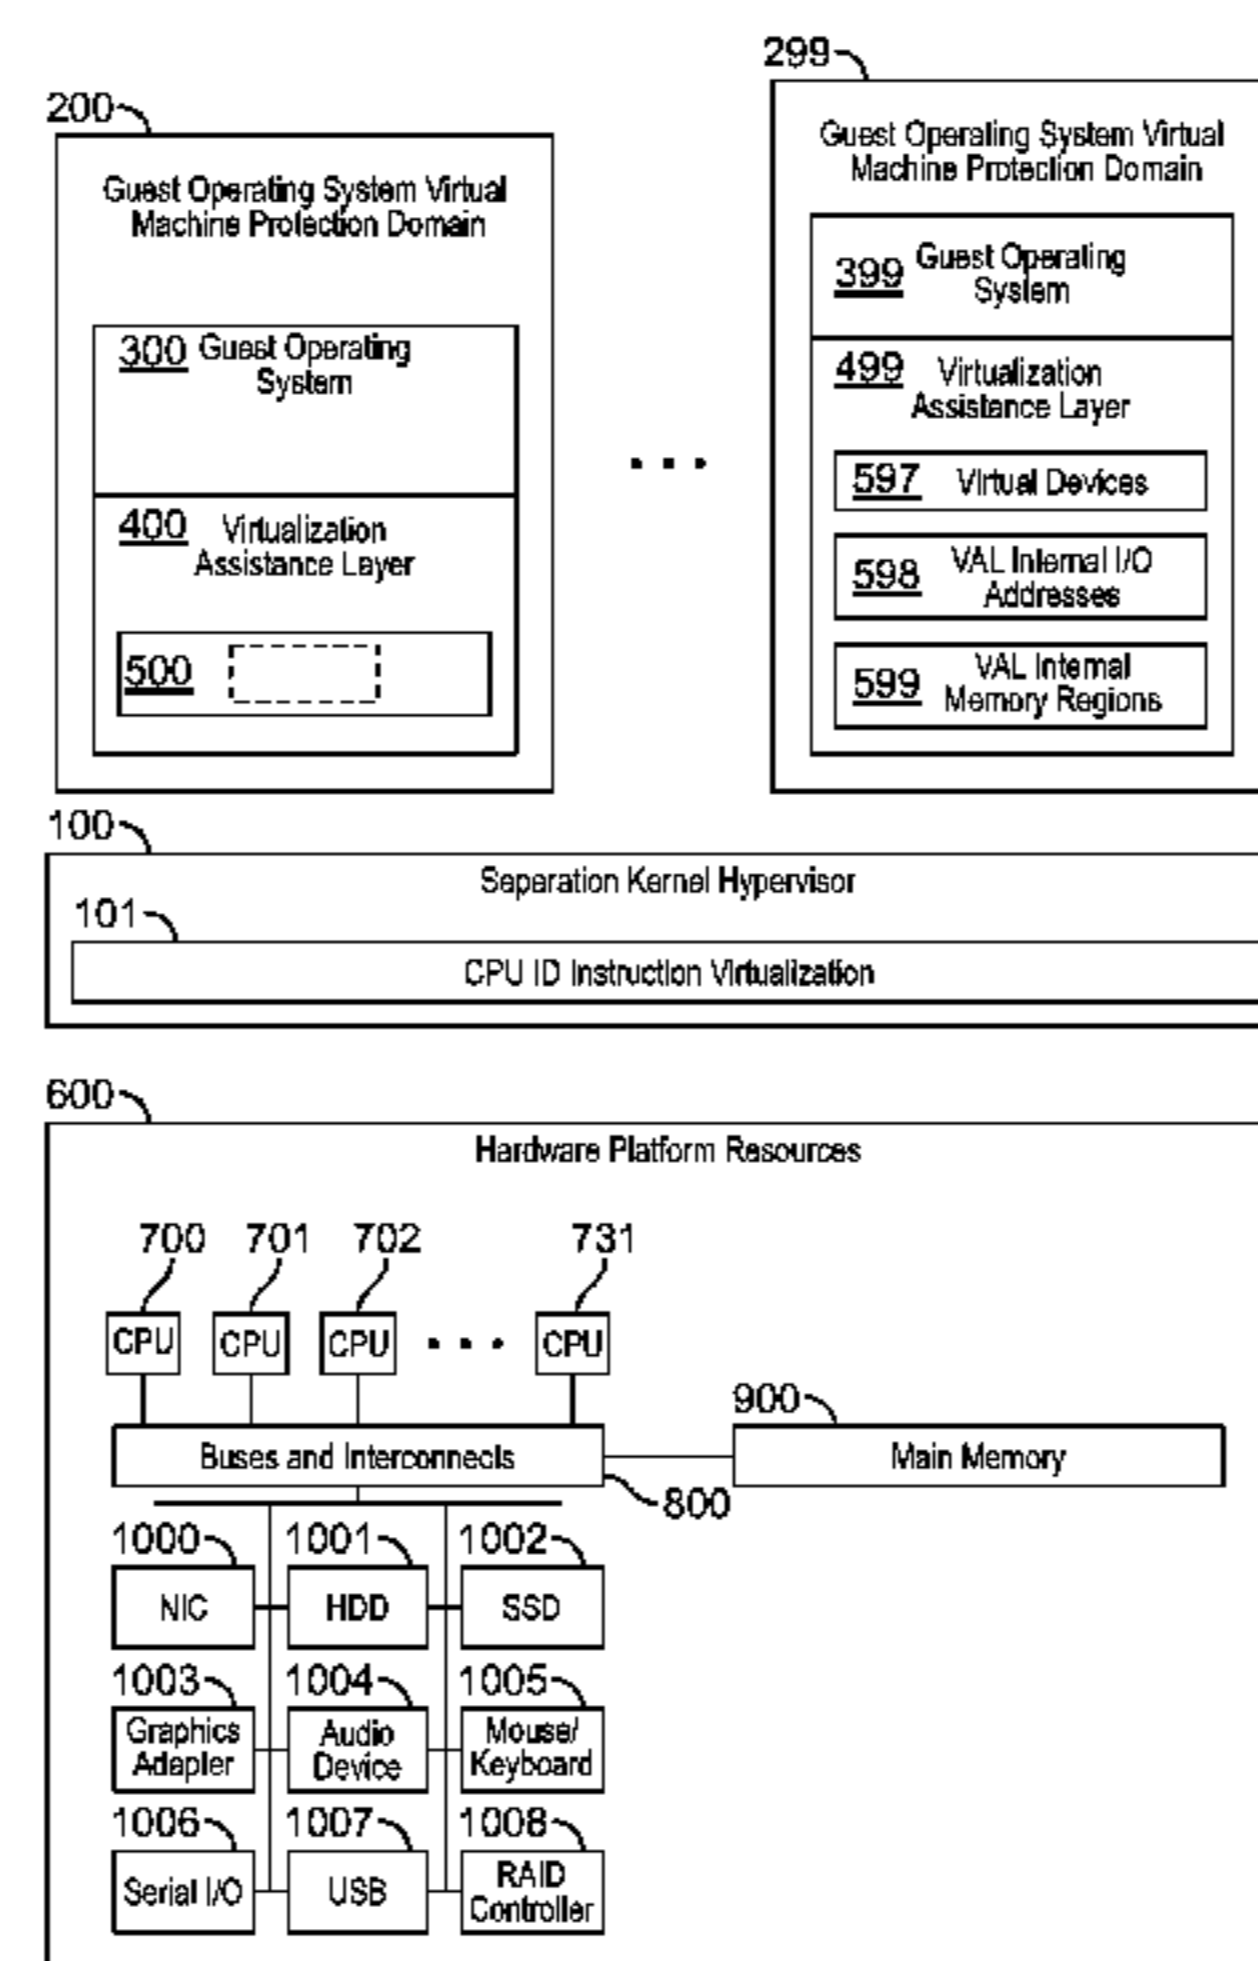 299
200
Guest Operating System Virtual
Machine Protection Domain
Guest Operating System Virtual
Machine Protection Domain
300 Guest Operating
System
400 Virtualization
Assistance Layer
500
...
399 Guest Operating
System
499 Virtualization
Assistance Layer
597 Virtual Devices
598 VAL Internal I/O
Addresses
599 VAL Internal
Memory Regions
100
Separation Kernel Hypervisor
101
CPU ID Instruction Virtualization
600
Hardware Platform Resources
700 701 702 731
CPU CPU CPU ... CPU
900
Buses and Interconnects Main Memory
800
1000 1001 1002
NIC HDD SSD
1003 1004 1005
Graphics
Adapter
Audio
Device
Mouse/
Keyboard
1006 1007 1008
Serial I/O USB RAID
Controller